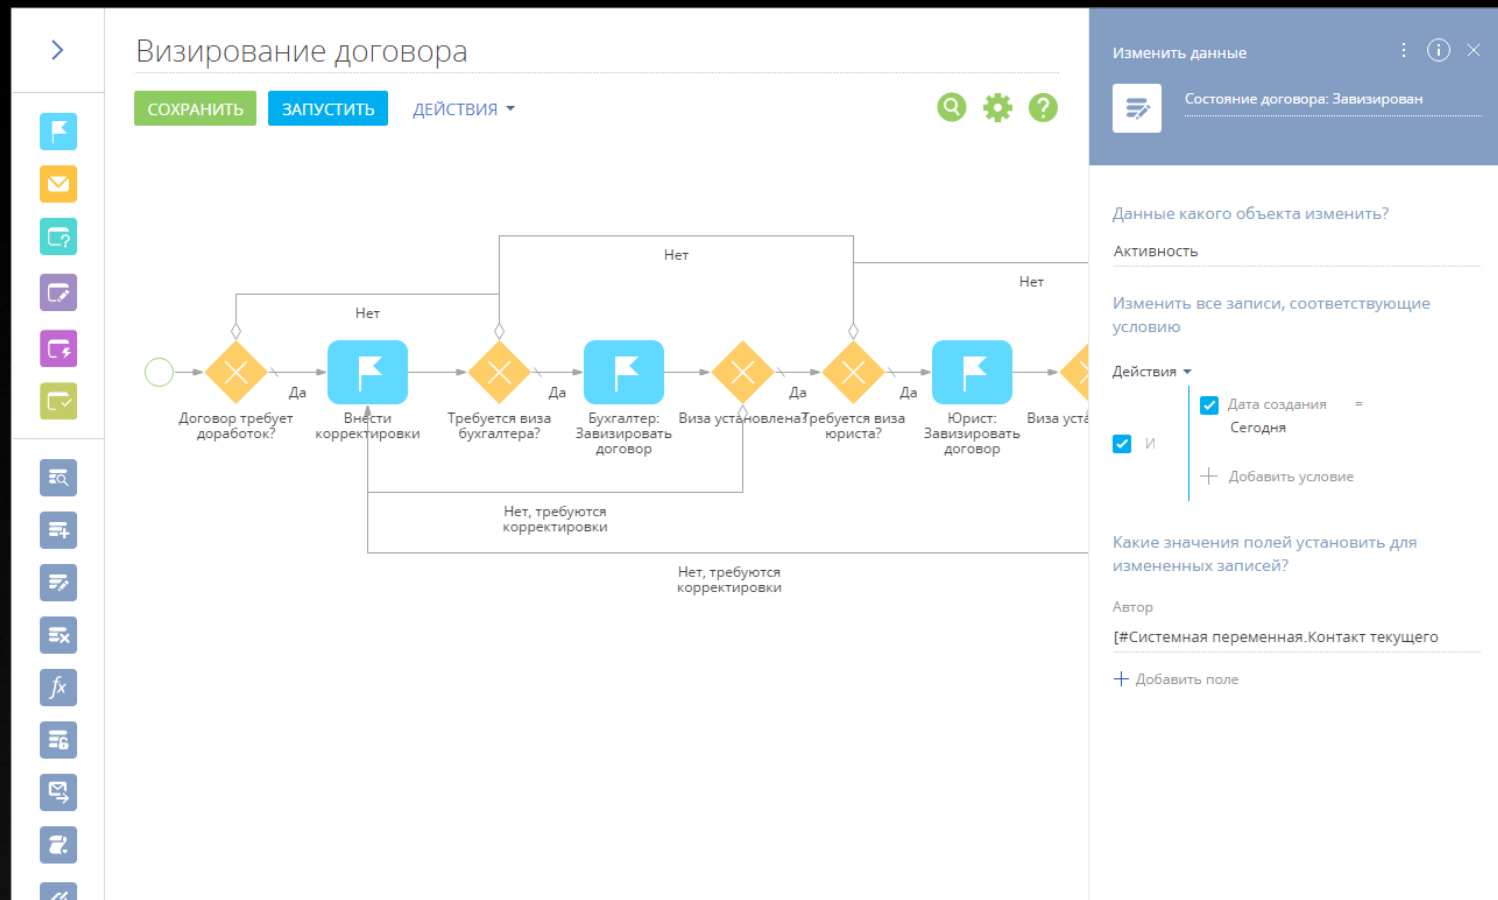 Визирование договора
СОХРАНИТЬ
ЗАПУСТИТЬ
ДЕЙСТВИЯ
Нет
Нет
Нет
Да
Да
Да
Да
Договор требует
доработок?
Внести
корректировки
Требуется виза
бухгалтера?
Бухгалтер:
Завизировать
договор
Виза установлена?
Требуется виза
юриста?
Юрист:
Завизировать
договор
Виза уста
Нет, требуются
корректировки
Нет, требуются
корректировки
Изменить данные
Состояние договора: Завизирован
Данные какого объекта изменить?
Активность
Изменить все записи, соответствующие
условию
Действия
Дата создания =
Сегодня
И
Добавить условие
Какие значения полей установить для
измененных записей?
Автор
[#Системная переменная.Контакт текущего
Добавить поле